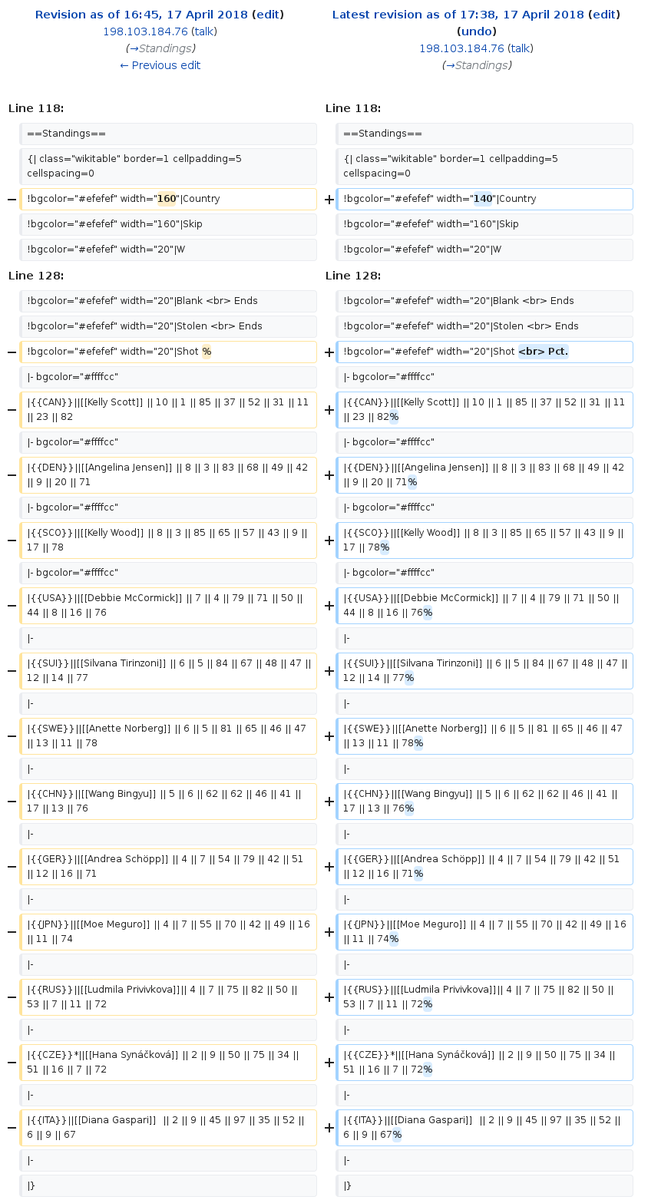 Revision as of 16:45, 17 April 2018 (edit)
198.103.184.76 (talk)
(→Standings)
← Previous edit
Latest revision as of 17:38, 17 April 2018 (edit)
(undo)
198.103.184.76 (talk)
(→Standings)
Line 118:
Line 118:
==Standings==
==Standings==
{| class="wikitable" border=1 cellpadding=5
cellspacing=0
{| class="wikitable" border=1 cellpadding=5
cellspacing=0
− !bgcolor="#efefef" width="160"|Country
+ !bgcolor="#efefef" width="140"|Country
!bgcolor="#efefef" width="160"|Skip
!bgcolor="#efefef" width="160"|Skip
!bgcolor="#efefef" width="20"|W
!bgcolor="#efefef" width="20"|W
Line 128:
Line 128:
!bgcolor="#efefef" width="20"|Blank <br> Ends
!bgcolor="#efefef" width="20"|Blank <br> Ends
!bgcolor="#efefef" width="20"|Stolen <br> Ends
!bgcolor="#efefef" width="20"|Stolen <br> Ends
− !bgcolor="#efefef" width="20"|Shot %
+ !bgcolor="#efefef" width="20"|Shot <br> Pct.
|- bgcolor="#ffffcc"
|- bgcolor="#ffffcc"
− |{{CAN}}||[[Kelly Scott]] || 10 || 1 || 85 || 37 || 52 || 31 || 11
|| 23 || 82
+ |{{CAN}}||[[Kelly Scott]] || 10 || 1 || 85 || 37 || 52 || 31 || 11
|| 23 || 82%
|- bgcolor="#ffffcc"
|- bgcolor="#ffffcc"
− |{{DEN}}||[[Angelina Jensen]] || 8 || 3 || 83 || 68 || 49 || 42
|| 9 || 20 || 71
+ |{{DEN}}||[[Angelina Jensen]] || 8 || 3 || 83 || 68 || 49 || 42
|| 9 || 20 || 71%
|- bgcolor="#ffffcc"
|- bgcolor="#ffffcc"
− |{{SCO}}||[[Kelly Wood]] || 8 || 3 || 85 || 65 || 57 || 43 || 9 ||
17 || 78
+ |{{SCO}}||[[Kelly Wood]] || 8 || 3 || 85 || 65 || 57 || 43 || 9 ||
17 || 78%
|- bgcolor="#ffffcc"
|- bgcolor="#ffffcc"
− |{{USA}}||[[Debbie McCormick]] || 7 || 4 || 79 || 71 || 50 ||
44 || 8 || 16 || 76
+ |{{USA}}||[[Debbie McCormick]] || 7 || 4 || 79 || 71 || 50 ||
44 || 8 || 16 || 76%
|-
|-
− |{{SUI}}||[[Silvana Tirinzoni]] || 6 || 5 || 84 || 67 || 48 || 47 ||
12 || 14 || 77
+ |{{SUI}}||[[Silvana Tirinzoni]] || 6 || 5 || 84 || 67 || 48 || 47 ||
12 || 14 || 77%
|-
|-
− |{{SWE}}||[[Anette Norberg]] || 6 || 5 || 81 || 65 || 46 || 47
|| 13 || 11 || 78
+ |{{SWE}}||[[Anette Norberg]] || 6 || 5 || 81 || 65 || 46 || 47
|| 13 || 11 || 78%
|-
|-
− |{{CHN}}||[[Wang Bingyu]] || 5 || 6 || 62 || 62 || 46 || 41 ||
17 || 13 || 76
+ |{{CHN}}||[[Wang Bingyu]] || 5 || 6 || 62 || 62 || 46 || 41 ||
17 || 13 || 76%
|-
|-
− |{{GER}}||[[Andrea Schöpp]] || 4 || 7 || 54 || 79 || 42 || 51
|| 12 || 16 || 71
+ |{{GER}}||[[Andrea Schöpp]] || 4 || 7 || 54 || 79 || 42 || 51
|| 12 || 16 || 71%
|-
|-
− |{{JPN}}||[[Moe Meguro]] || 4 || 7 || 55 || 70 || 42 || 49 || 16
|| 11 || 74
+ |{{JPN}}||[[Moe Meguro]] || 4 || 7 || 55 || 70 || 42 || 49 || 16
|| 11 || 74%
|-
|-
− |{{RUS}}||[[Ludmila Privivkova]]|| 4 || 7 || 75 || 82 || 50 ||
53 || 7 || 11 || 72
+ |{{RUS}}||[[Ludmila Privivkova]]|| 4 || 7 || 75 || 82 || 50 ||
53 || 7 || 11 || 72%
|-
|-
− |{{CZE}}*||[[Hana Synáčková]] || 2 || 9 || 50 || 75 || 34 ||
51 || 16 || 7 || 72
+ |{{CZE}}*||[[Hana Synáčková]] || 2 || 9 || 50 || 75 || 34 ||
51 || 16 || 7 || 72%
|-
|-
− |{{ITA}}||[[Diana Gaspari]]  || 2 || 9 || 45 || 97 || 35 || 52 ||
6 || 9 || 67
+ |{{ITA}}||[[Diana Gaspari]]  || 2 || 9 || 45 || 97 || 35 || 52 ||
6 || 9 || 67%
|-
|-
|}
|}